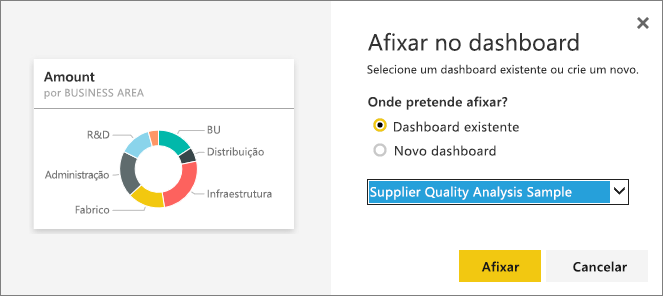 Amount
por BUSINESS AREA
R&D
BU
Distribuição
Administração
Infraestrutura
Fabrico
Afixar no dashboard
Selecione um dashboard existente ou crie um novo.
Onde pretende afixar?
Dashboard existente
Novo dashboard
Supplier Quality Analysis Sample
Afixar
Cancelar